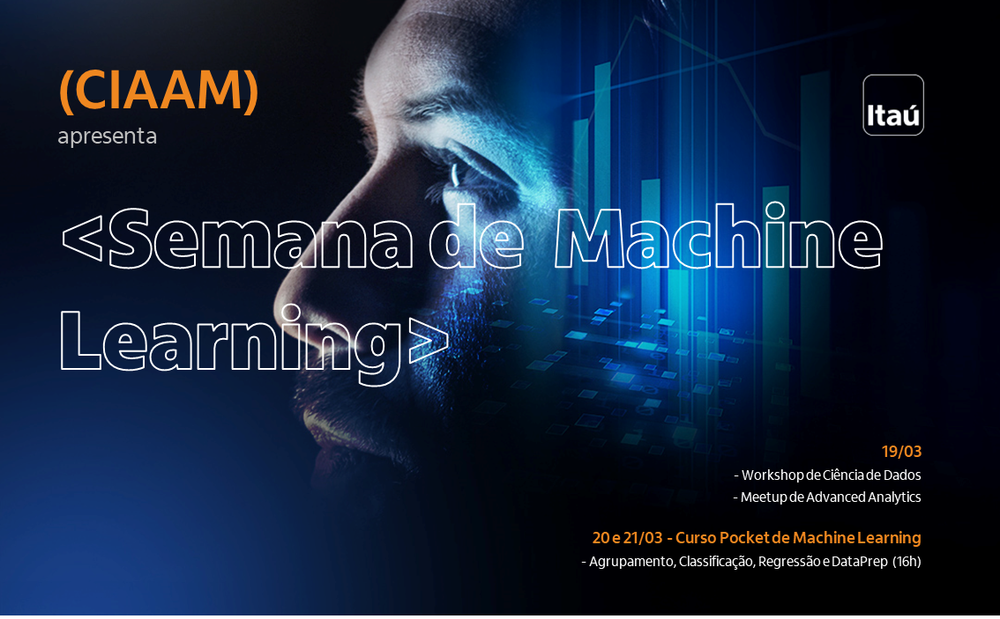 (CIAAM)
apresenta
Itaú
<Semana de Machine
Learning>
19/03
- Workshop de Ciência de Dados
- Meetup de Advanced Analytics
20 e 21/03 - Curso Pocket de Machine Learning
- Agrupamento, Classificação, Regressão e DataPrep (16h)